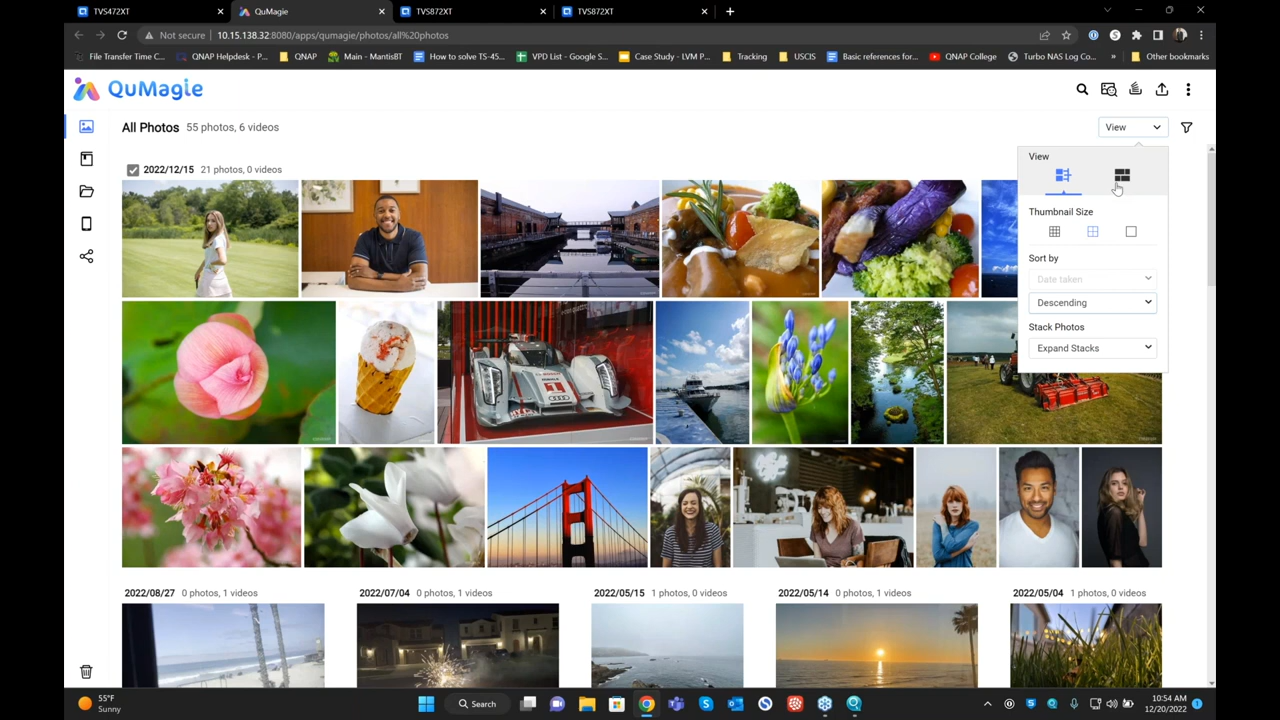 TVS472XT
QuMagie
TVS872XT
TVS872XT
Not secure
10.15.138.32:8080/apps/qumagie/photos/all%20photos
File Transfer Time C...
QNAP Helpdesk - P...
QNAP
Main - MantisBT
How to solve TS-45...
VPD List - Google S...
Case Study - LVM P...
Tracking
USCIS
Basic references for...
QNAP College
Turbo NAS Log Co...
»
Other bookmarks
QuMagie
All Photos 55 photos, 6 videos
View
2022/12/15 21 photos, 0 videos
View
Thumbnail Size
Sort by
Date taken
Descending
Stack Photos
Expand Stacks
2022/08/27 0 photos, 1 videos
2022/07/04 0 photos, 1 videos
2022/05/15 1 photos, 0 videos
2022/05/14 0 photos, 1 videos
2022/05/04 1 photos, 0 videos
55°F
Sunny
Search
10:54 AM
12/20/2022